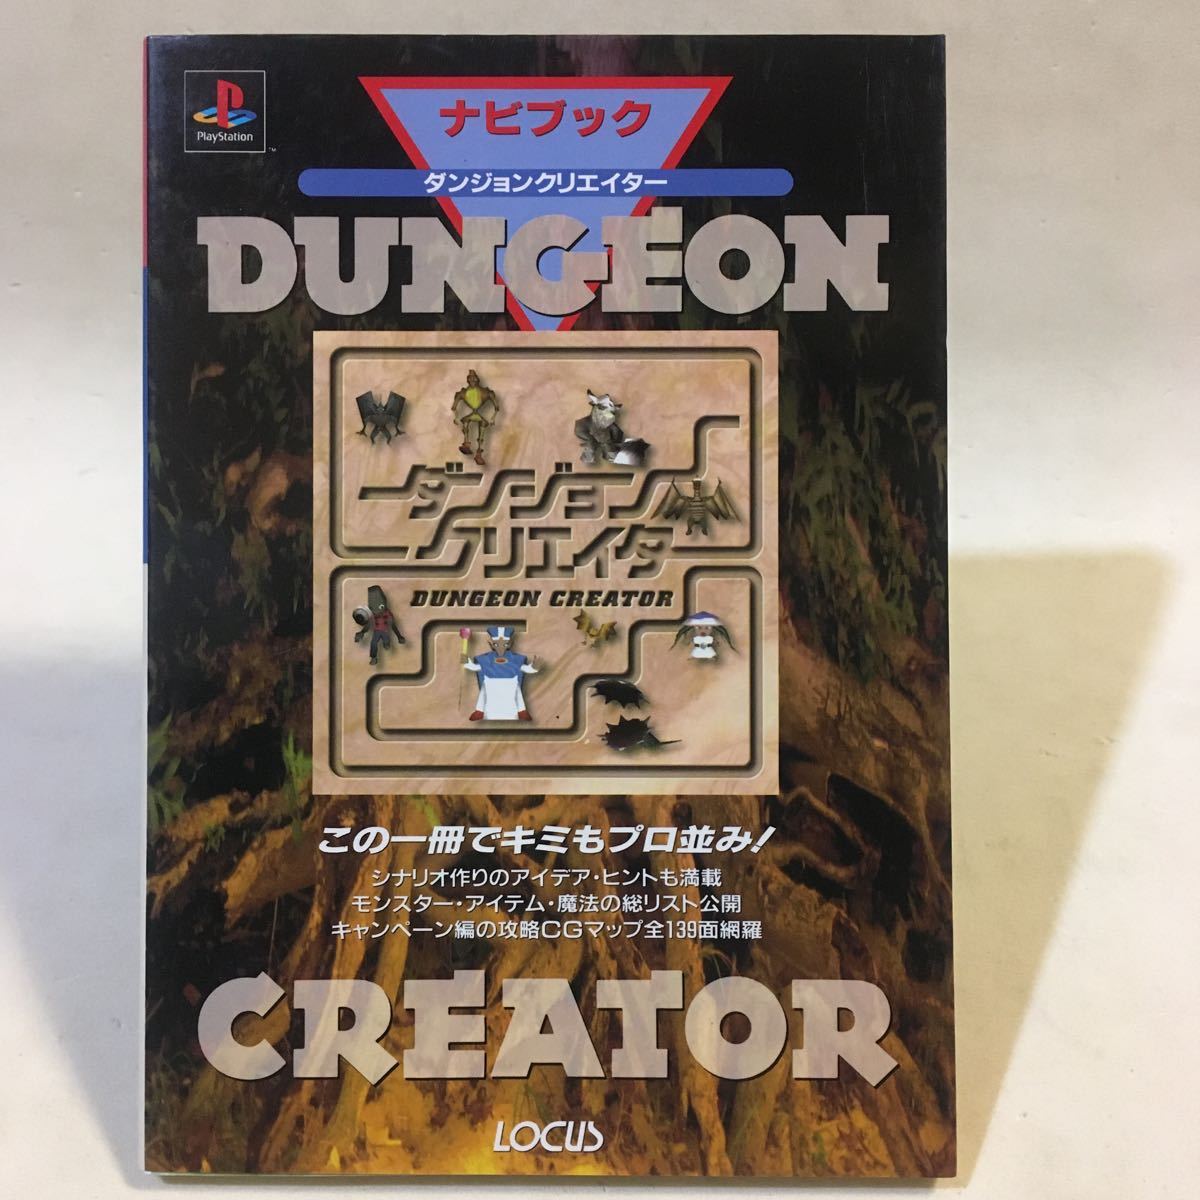 PlayStation
™
ナビブック
ダンジョンクリエイター
DUNGEON
ダンジョン
クリエイタ
DUNGEON CREATOR
この一冊でキミもプロ並み!
シナリオ作りのアイデア・ヒントも満載
モンスター・アイテム・魔法の総リスト公開
キャンペーン編の攻略CGマップ全139面網羅
CREATOR
LOCUS